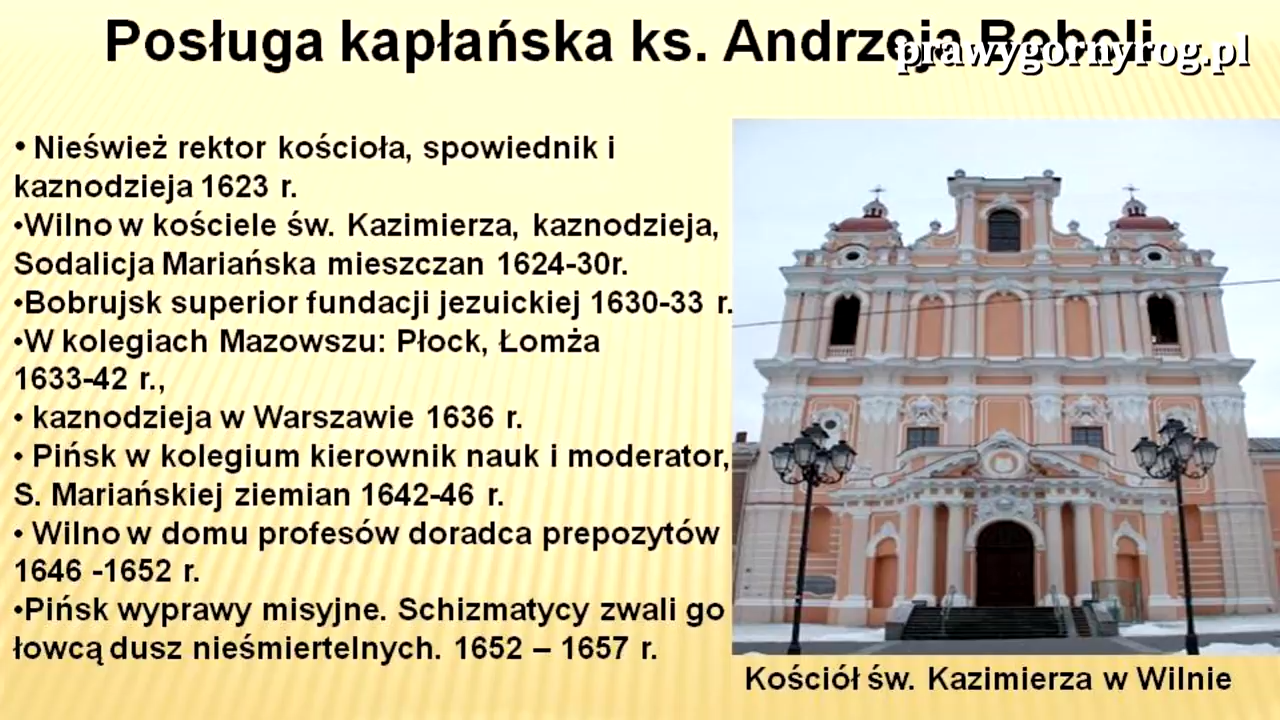 Posługa kapłańska ks. Andrzeja Boboli
prawygornyrog.pl
• Nieśwież rektor kościoła, spowiednik i
kaznodzieja 1623 r.
•Wilno w kościele św. Kazimierza, kaznodzieja,
Sodalicja Mariańska mieszczan 1624-30r.
•Bobrujsk superior fundacji jezuickiej 1630-33 r.
•W kolegiach Mazowszu: Płock, Łomża
1633-42 r.,
• kaznodzieja w Warszawie 1636 r.
• Pińsk w kolegium kierownik nauk i moderator,
S. Mariańskiej ziemian 1642-46 r.
• Wilno w domu profesów doradca prepozytów
1646 -1652 r.
•Pińsk wyprawy misyjne. Schizmatycy zwali go
łowcą dusz nieśmiertelnych. 1652 – 1657 r.
Kościół św. Kazimierza w Wilnie